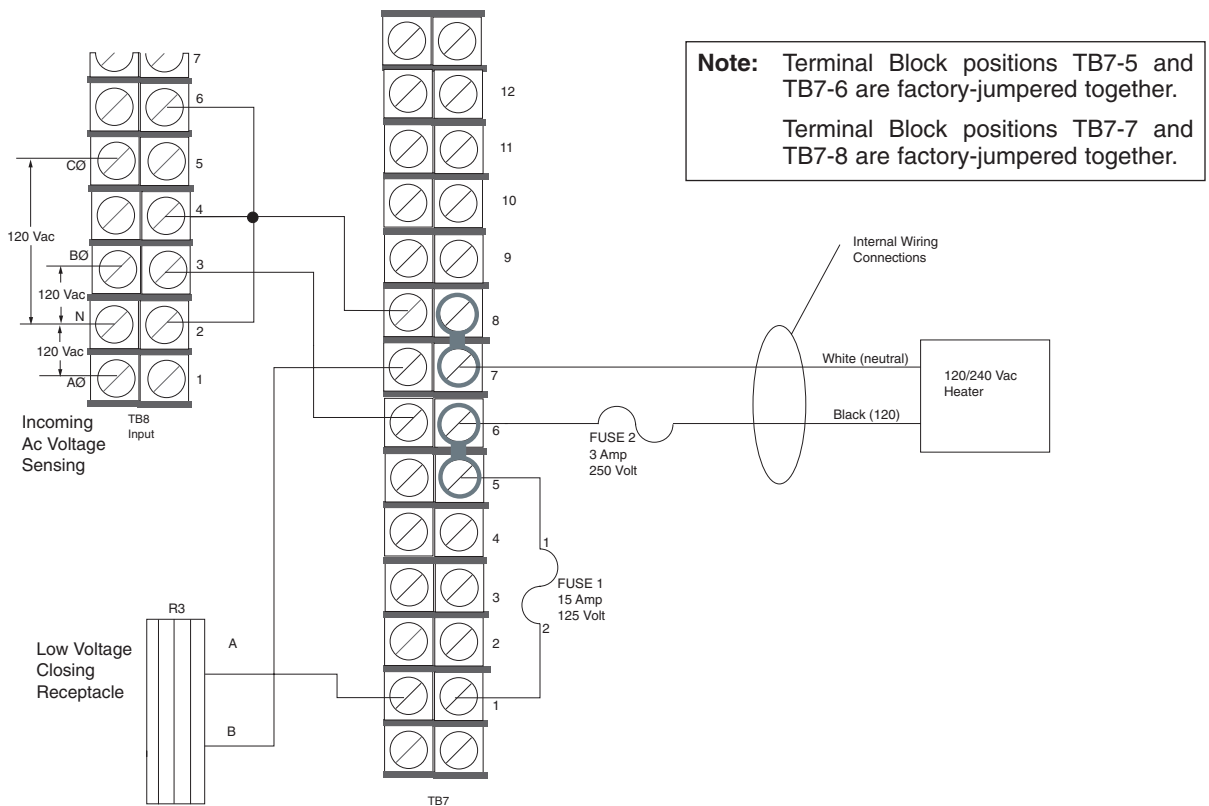 Note: Terminal Block positions TB7-5 and
TB7-6 are factory-jumpered together.
Terminal Block positions TB7-7 and
TB7-8 are factory-jumpered together.
7
6
5
4
3
2
1
CØ
BØ
N
AØ
120 Vac
120 Vac
120 Vac
TB8
Input
Incoming
Ac Voltage
Sensing
12
11
10
9
8
7
6
5
4
3
2
1
TB7
Internal Wiring
Connections
White (neutral)
Black (120)
120/240 Vac
Heater
FUSE 2
3 Amp
250 Volt
1
FUSE 1
15 Amp
125 Volt
2
R3
A
B
Low Voltage
Closing
Receptacle